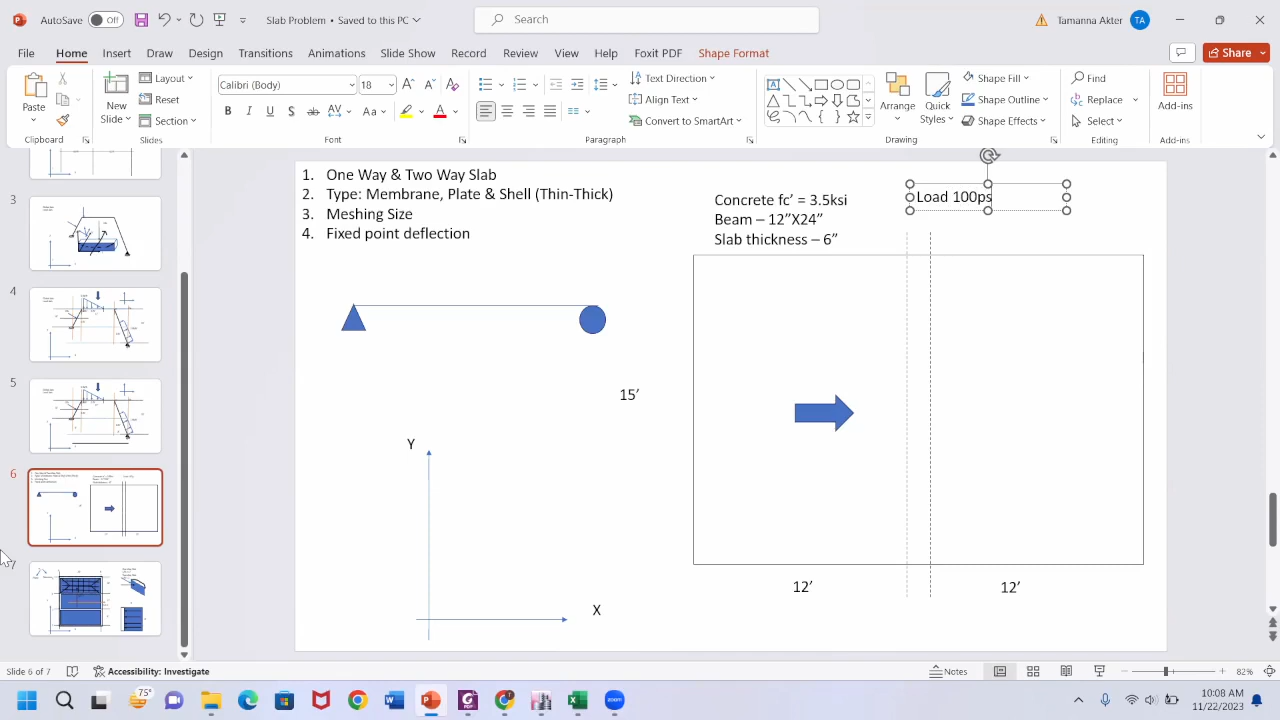 AutoSave Off Slab Problem • Saved to this PC Search Tamanna Akter TA
File Home Insert Draw Design Transitions Animations Slide Show Record Review View Help Foxit PDF Shape Format Share
Paste New Slide Layout Reset Section Calibri (Body) 18 Text Direction Align Text Convert to SmartArt Arrange Quick Styles Shape Fill Shape Outline Shape Effects Find Replace Select Add-ins
Clipboard Slides Font Paragraph Drawing Editing Add-ins
1. One Way & Two Way Slab
2. Type: Membrane, Plate & Shell (Thin-Thick)
3. Meshing Size
4. Fixed point deflection
Concrete fc’ = 3.5ksi
Beam – 12”X24”
Slab thickness – 6”
Load 100ps
15’
Y
X
12’
12’
3
4
5
6
7
Slide 6 of 7 Accessibility: Investigate Notes 82%
75° zoom 10:08 AM
11/22/2023